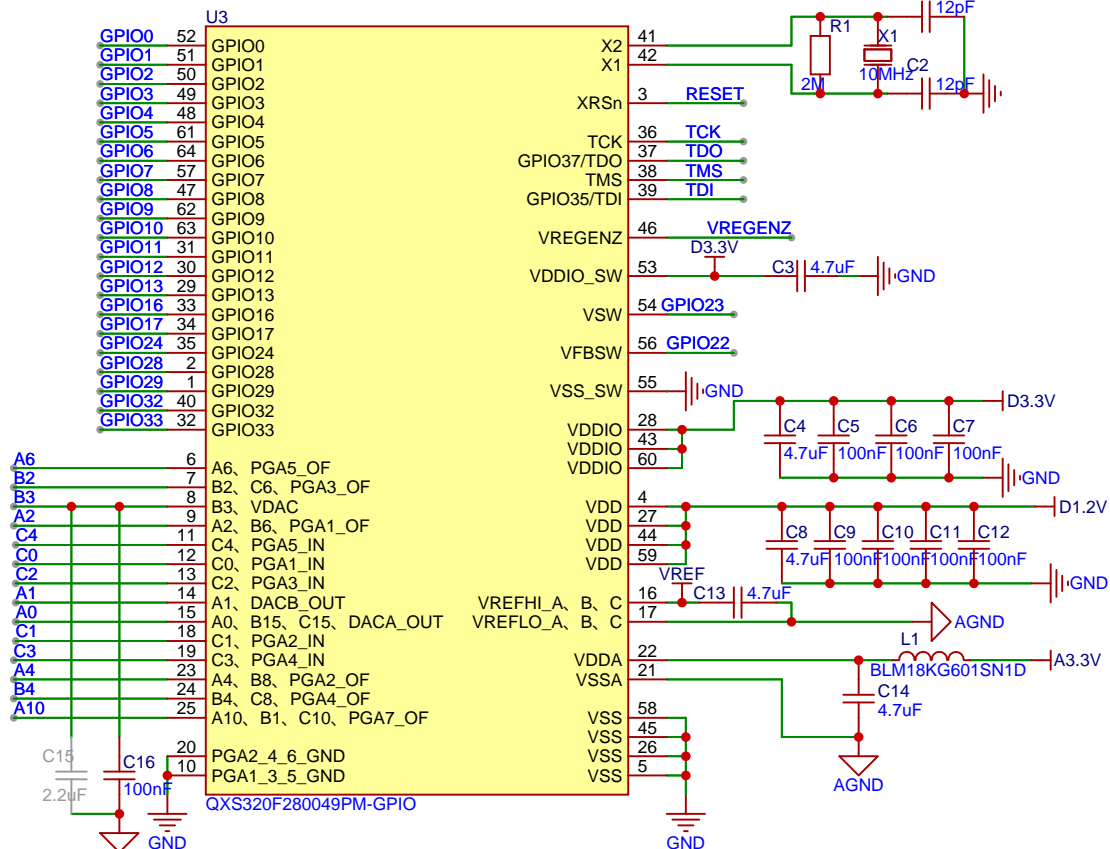 U3
GPIO0 52 GPIO0
GPIO1 51 GPIO1
GPIO2 50 GPIO2
GPIO3 49 GPIO3
GPIO4 48 GPIO4
GPIO5 61 GPIO5
GPIO6 64 GPIO6
GPIO7 57 GPIO7
GPIO8 47 GPIO8
GPIO9 62 GPIO9
GPIO10 63 GPIO10
GPIO11 31 GPIO11
GPIO12 30 GPIO12
GPIO13 29 GPIO13
GPIO16 33 GPIO16
GPIO17 34 GPIO17
GPIO24 35 GPIO24
GPIO28 2 GPIO28
GPIO29 1 GPIO29
GPIO32 40 GPIO32
GPIO33 32 GPIO33
A6 6 A6、PGA5_OF
B2 7 B2、C6、PGA3_OF
B3 8 B3、VDAC
A2 9 A2、B6、PGA1_OF
C4 11 C4、PGA5_IN
C0 12 C0、PGA1_IN
C2 13 C2、PGA3_IN
A1 14 A1、DACB_OUT
A0 15 A0、B15、C15、DACA_OUT
C1 18 C1、PGA2_IN
C3 19 C3、PGA4_IN
A4 23 A4、B8、PGA2_OF
B4 24 B4、C8、PGA4_OF
A10 25 A10、B1、C10、PGA7_OF
20 PGA2_4_6_GND
10 PGA1_3_5_GND
C15
2.2uF
C16
100nF
GND
QXS320F280049PM-GPIO
X2 41
X1 42
R1
2M
X1
10MHz
12pF
C2
12pF
XRSn 3 RESET
TCK 36 TCK
GPIO37/TDO 37 TDO
TMS 38 TMS
GPIO35/TDI 39 TDI
VREGENZ 46 VREGENZ
D3.3V
VDDIO_SW 53
C3 4.7uF GND
VSW 54 GPIO23
VFBSW 56 GPIO22
VSS_SW 55 GND
VDDIO 28
VDDIO 43
VDDIO 60
D3.3V
C4 C5 C6 C7
4.7uF 100nF 100nF 100nF
GND
VDD 4
VDD 27
VDD 44
VDD 59
D1.2V
C8 C9 C10 C11 C12
4.7uF 100nF 100nF 100nF 100nF
GND
VREF
VREFHI_A、B、C 16
C13 4.7uF
VREFLO_A、B、C 17
AGND
VDDA 22
L1
BLM18KG601SN1D
A3.3V
VSSA 21
C14
4.7uF
AGND
VSS 58
VSS 45
VSS 26
VSS 5
GND